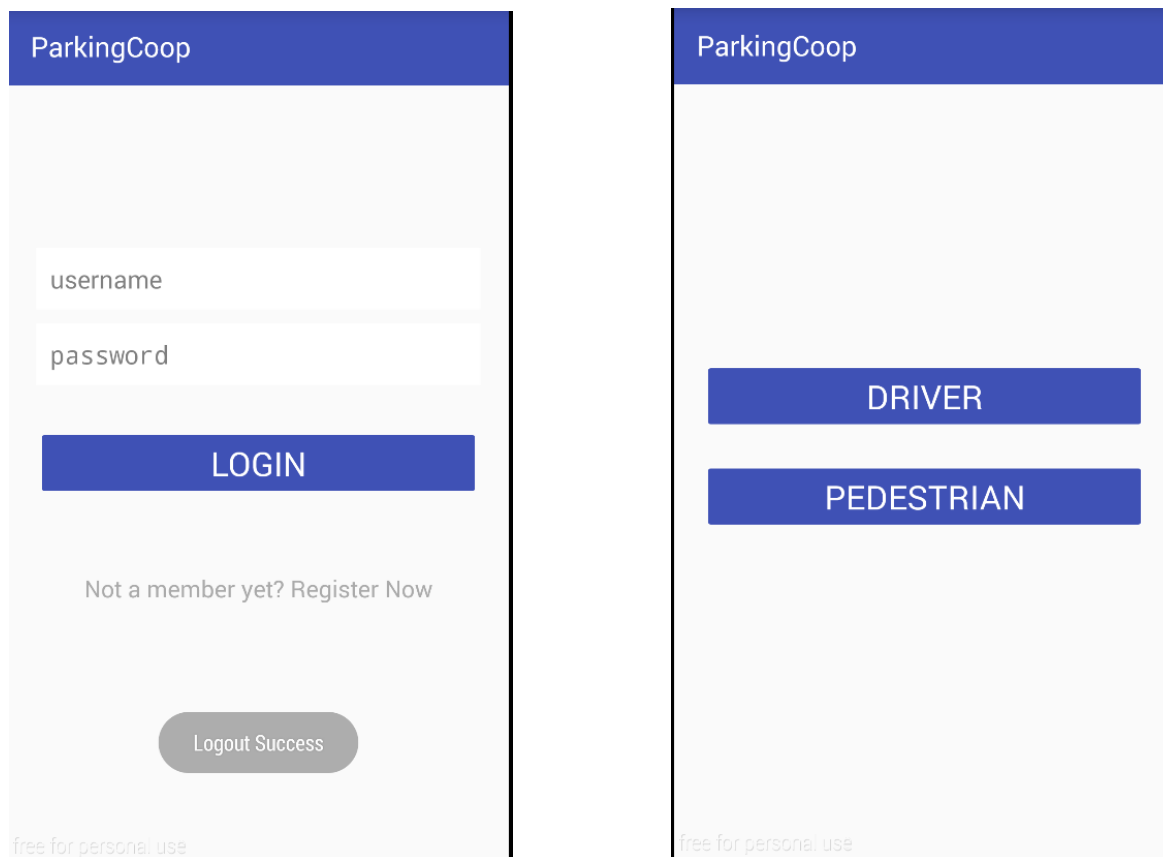 ParkingCoop
username
password
LOGIN
Not a member yet? Register Now
Logout Success
free for personal use
ParkingCoop
DRIVER
PEDESTRIAN
free for personal use